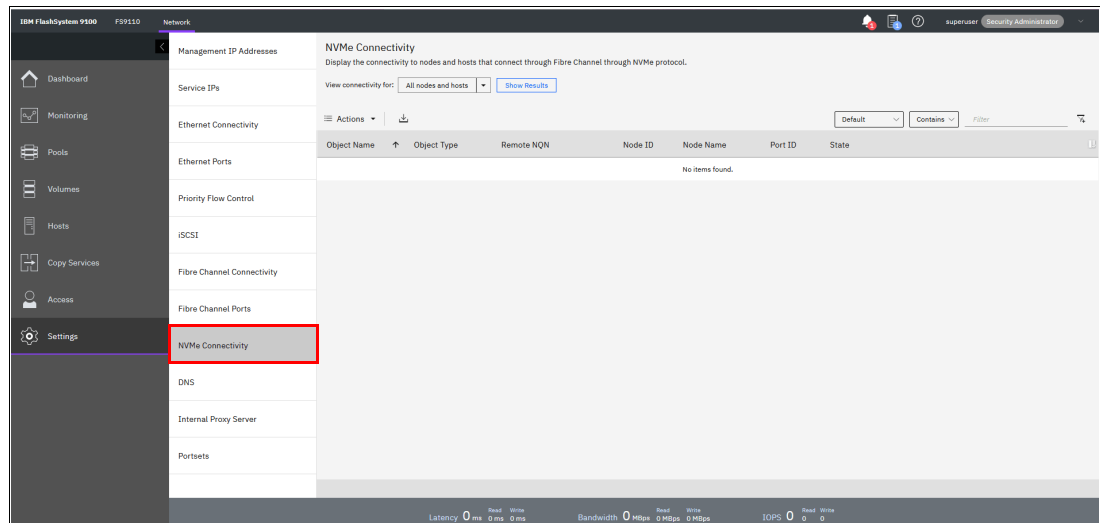 IBM FlashSystem 9100 FS9110 Network
1 1 superuser Security Administrator
Dashboard
Monitoring
Pools
Volumes
Hosts
Copy Services
Access
Settings
Management IP Addresses
Service IPs
Ethernet Connectivity
Ethernet Ports
Priority Flow Control
iSCSI
Fibre Channel Connectivity
Fibre Channel Ports
NVMe Connectivity
DNS
Internal Proxy Server
Portsets
NVMe Connectivity
Display the connectivity to nodes and hosts that connect through Fibre Channel through NVMe protocol.
View connectivity for: All nodes and hosts Show Results
Actions Default Contains Filter
Object Name Object Type Remote NQN Node ID Node Name Port ID State
No items found.
Latency 0 ms Read 0 ms Write 0 ms Bandwidth 0 MBps Read 0 MBps Write 0 MBps IOPS 0 Read 0 Write 0